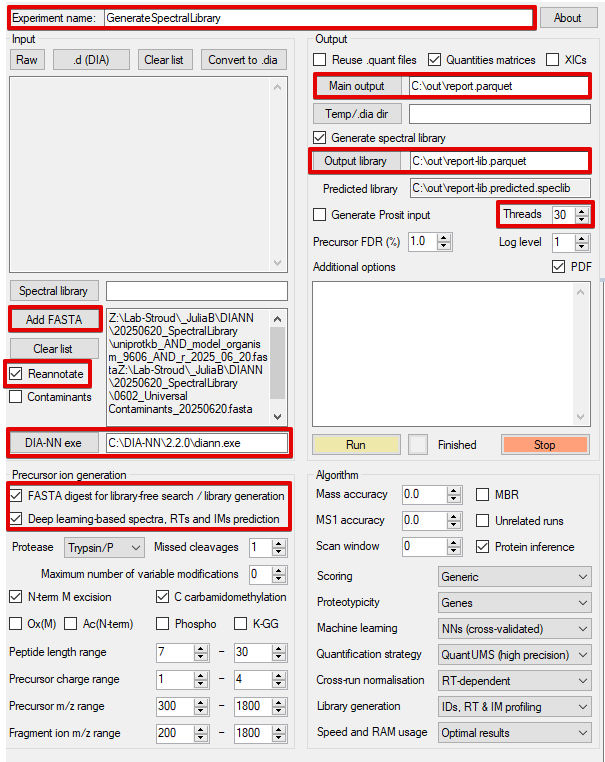 Experiment name: GenerateSpectralLibrary
About
Input
Raw .d (DIA) Clear list Convert to .dia
Spectral library
Add FASTA
Clear list
Reannotate
Contaminants
Z:\Lab-Stroud\_JuliaB\DIANN
\20250620_SpectralLibrary
\uniprotkb_AND_model_organis
m_9606_AND_r_2025_06_20.fas
taZ:\Lab-Stroud\_JuliaB\DIANN
\20250620_SpectralLibrary
\0602_Universal
Contaminants_20250620.fasta
DIA-NN exe C:\DIA-NN\2.2.0\diann.exe
Output
Reuse .quant files Quantities matrices XICs
Main output C:\out\report.parquet
Temp/.dia dir
Generate spectral library
Output library C:\out\report-lib.parquet
Predicted library C:\out\report-lib.predicted.speclib
Generate Prosit input Threads 30
Precursor FDR (%) 1.0 Log level 1
Additional options PDF
Run Finished Stop
Precursor ion generation
FASTA digest for library-free search / library generation
Deep learning-based spectra, RTs and IMs prediction
Protease Trypsin/P Missed cleavages 1
Maximum number of variable modifications 0
N-term M excision C carbamidomethylation
Ox(M) Ac(N-term) Phospho K-GG
Peptide length range 7 – 30
Precursor charge range 1 – 4
Precursor m/z range 300 – 1800
Fragment ion m/z range 200 – 1800
Algorithm
Mass accuracy 0.0 MBR
MS1 accuracy 0.0 Unrelated runs
Scan window 0 Protein inference
Scoring Generic
Proteotypicity Genes
Machine learning NNs (cross-validated)
Quantification strategy QuantUMS (high precision)
Cross-run normalisation RT-dependent
Library generation IDs, RT & IM profiling
Speed and RAM usage Optimal results